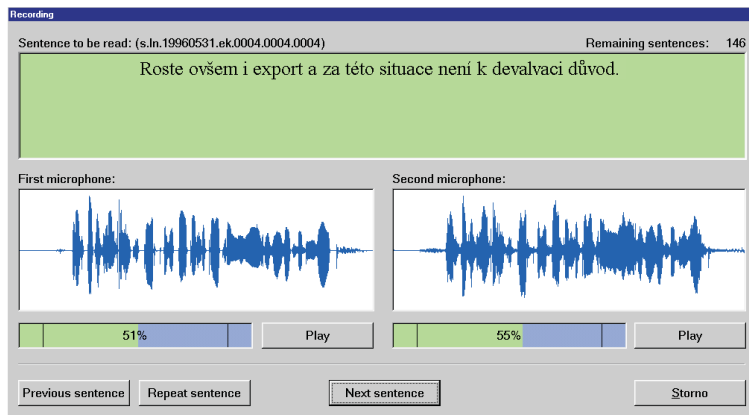 Recording
Sentence to be read: (s.ln.19960531.ek.0004.0004.0004) Remaining sentences: 146
Roste ovšem i export a za této situace není k devalvaci důvod.
First microphone: Second microphone:
51% Play 55% Play
Previous sentence Repeat sentence Next sentence Storno